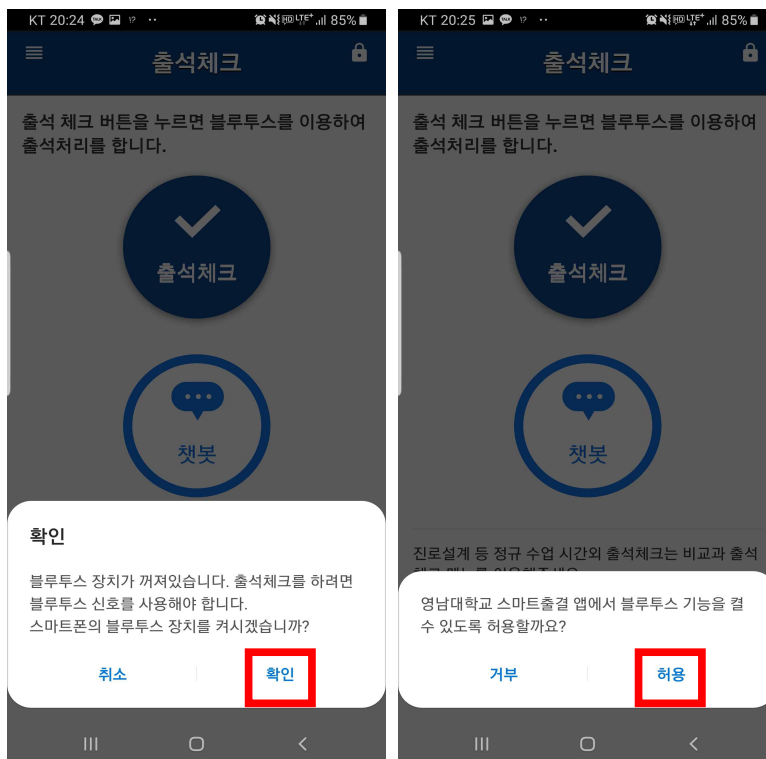 KT 20:24
85%
출석체크
출석 체크 버튼을 누르면 블루투스를 이용하여
출석처리를 합니다.
출석체크
챗봇
확인
블루투스 장치가 꺼져있습니다. 출석체크를 하려면
블루투스 신호를 사용해야 합니다.
스마트폰의 블루투스 장치를 켜시겠습니까?
취소
확인
KT 20:25
85%
출석체크
출석 체크 버튼을 누르면 블루투스를 이용하여
출석처리를 합니다.
출석체크
챗봇
진로설계 등 정규 수업 시간외 출석체크는 비교과 출석
영남대학교 스마트출결 앱에서 블루투스 기능을 켤
수 있도록 허용할까요?
거부
허용